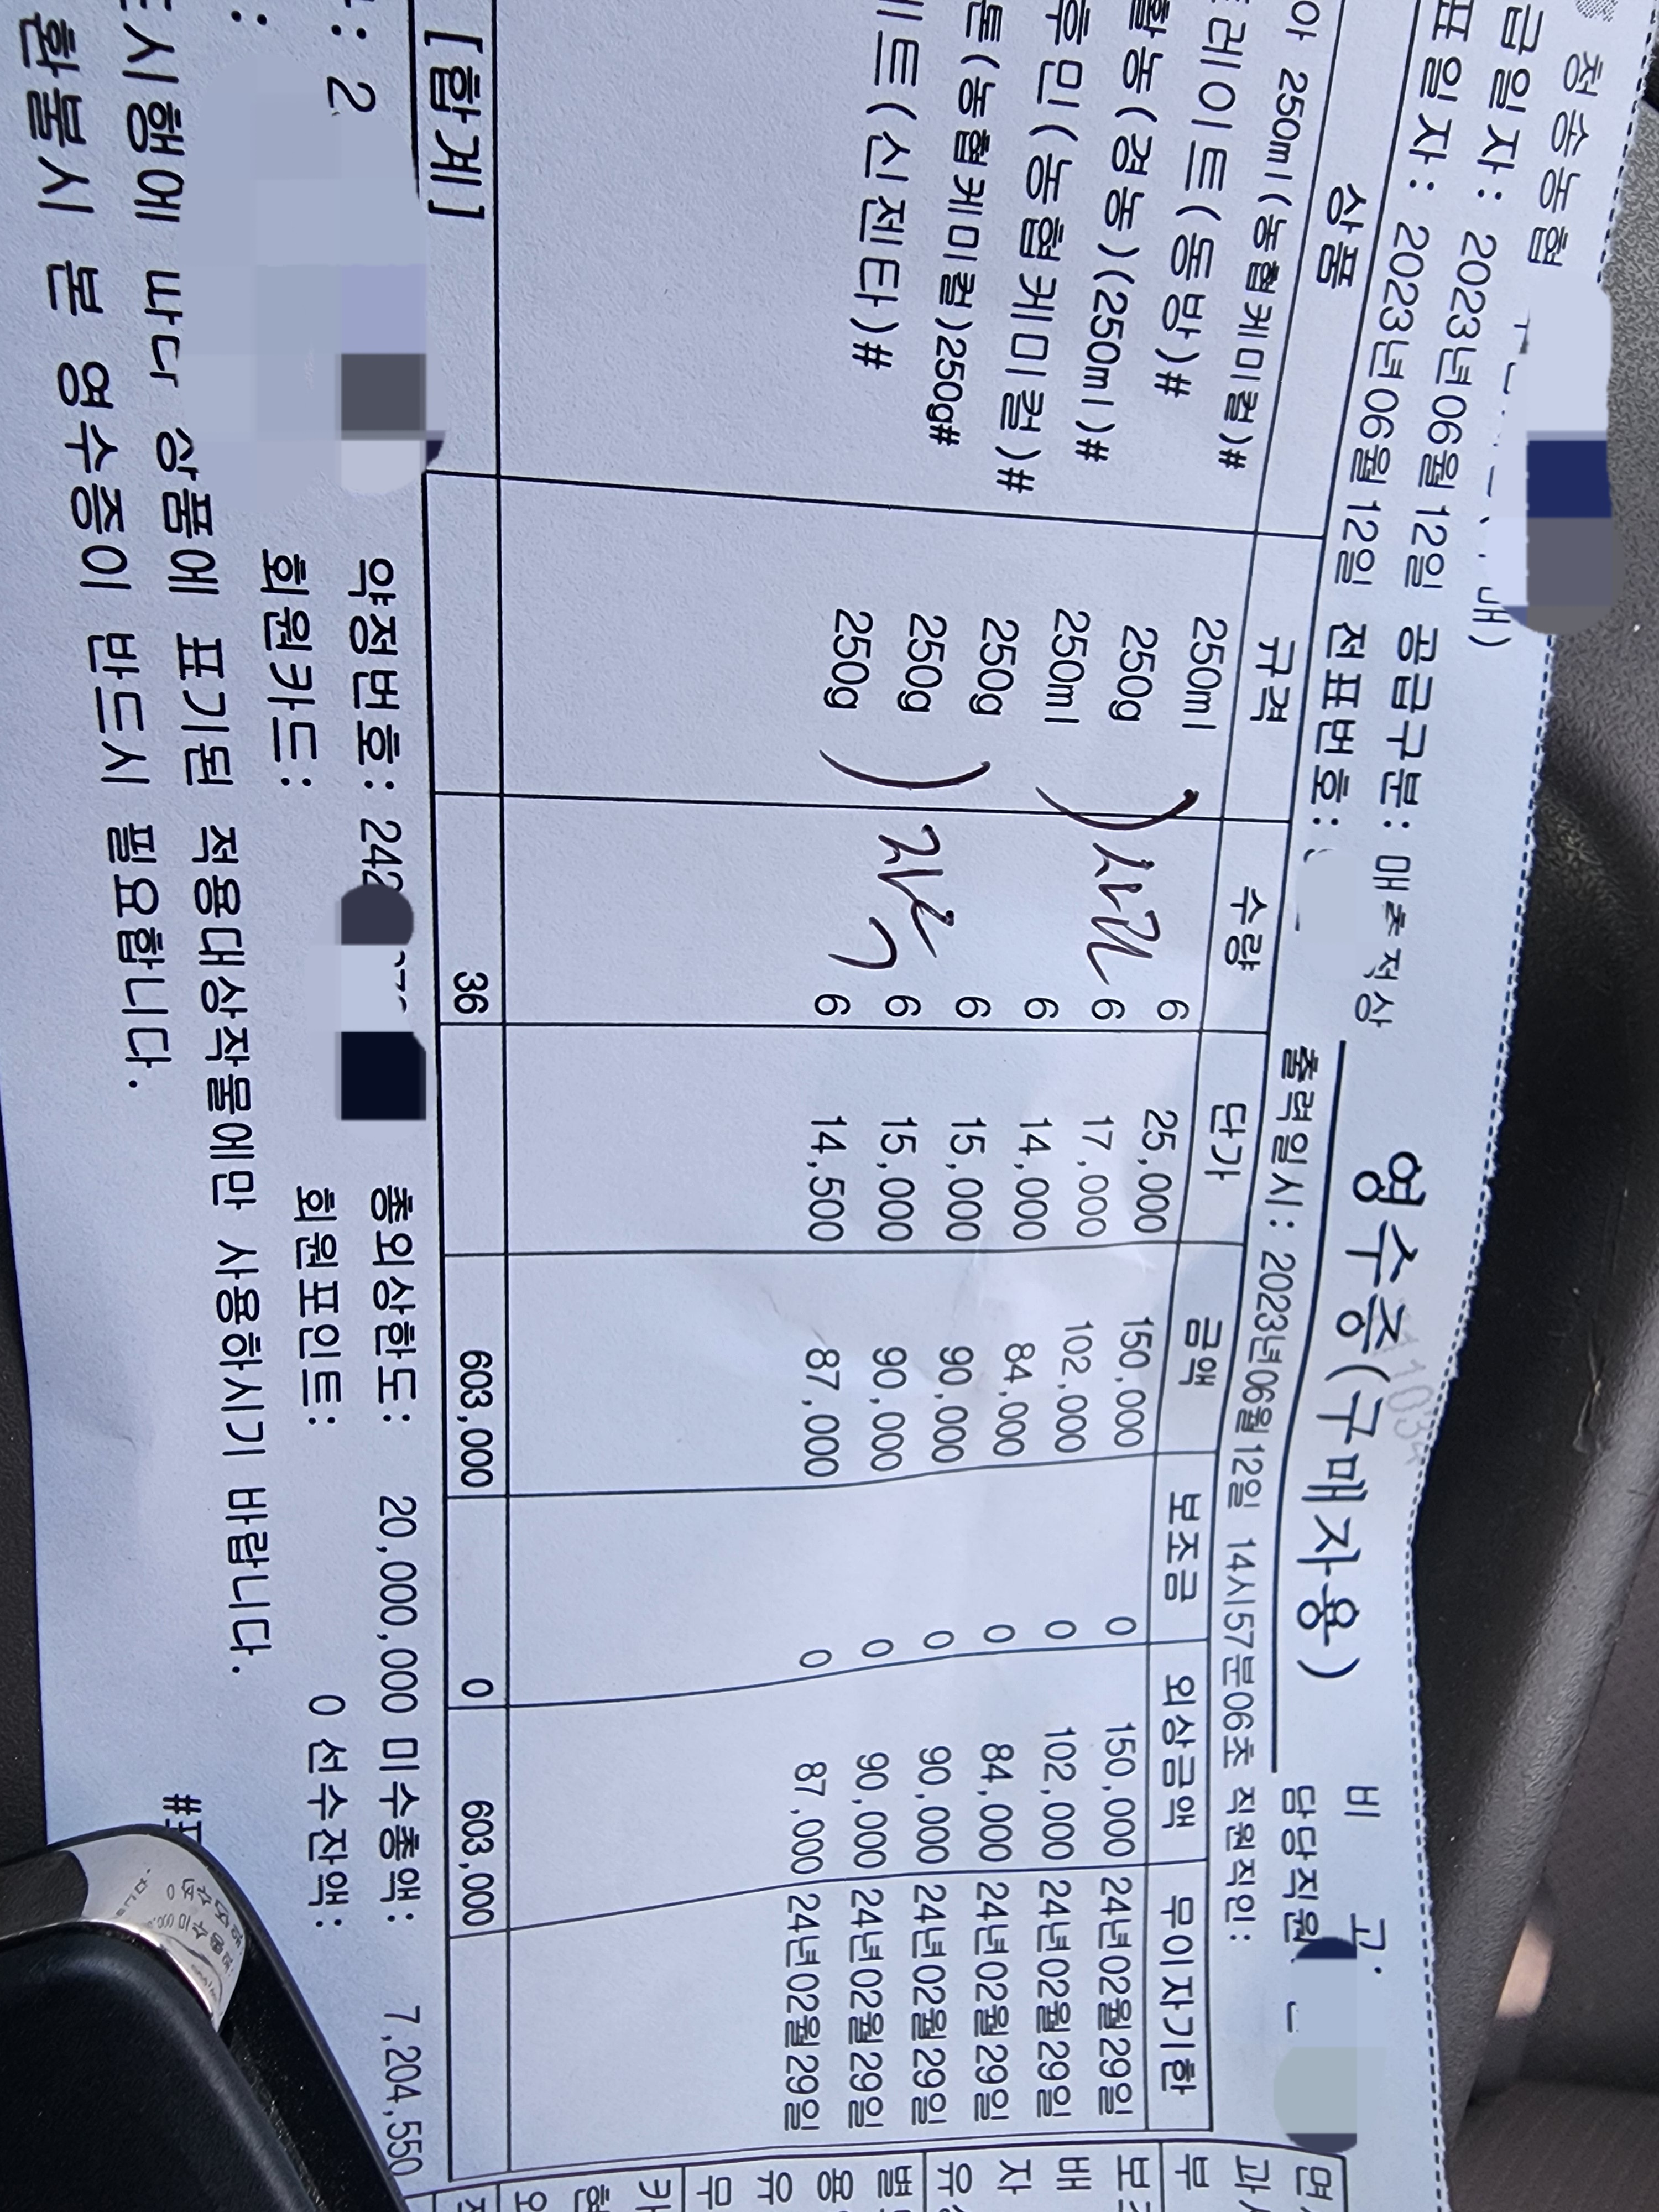 청송농협
영수증(구매자용)
비 고:
급일자: 2023년06월12일 공급구분: 매출
담당직원
표일자: 2023년06월12일 전표번호:
출력일시: 2023년06월12일 14시57분06초 직원직인:
상품 규격 수량 단가 금액 보조금 외상금액 무이자기한
아 250ml(농협케미컬)# 250ml 6 25,000 150,000 0 150,000 24년02월29일
레이트(동방)# 250g 6 17,000 102,000 0 102,000 24년02월29일
활농(경농)(250ml)# 250ml 6 14,000 84,000 0 84,000 24년02월29일
후민(농협케미컬)# 250g 6 15,000 90,000 0 90,000 24년02월29일
톤(농협케미컬)250g# 250g 6 15,000 90,000 0 90,000 24년02월29일
이트(신젠타)# 250g 6 14,500 87,000 0 87,000 24년02월29일
[합계] 36 603,000 0 603,000
: 2 약정번호: 242 총외상한도: 20,000,000 미수총액: 7,204,550
: 회원카드: 회원포인트: 0 선수잔액:
시행에 따라 상품에 표기된 적용대상작물에만 사용하시기 바랍니다.
환불시 본 영수증이 반드시 필요합니다.